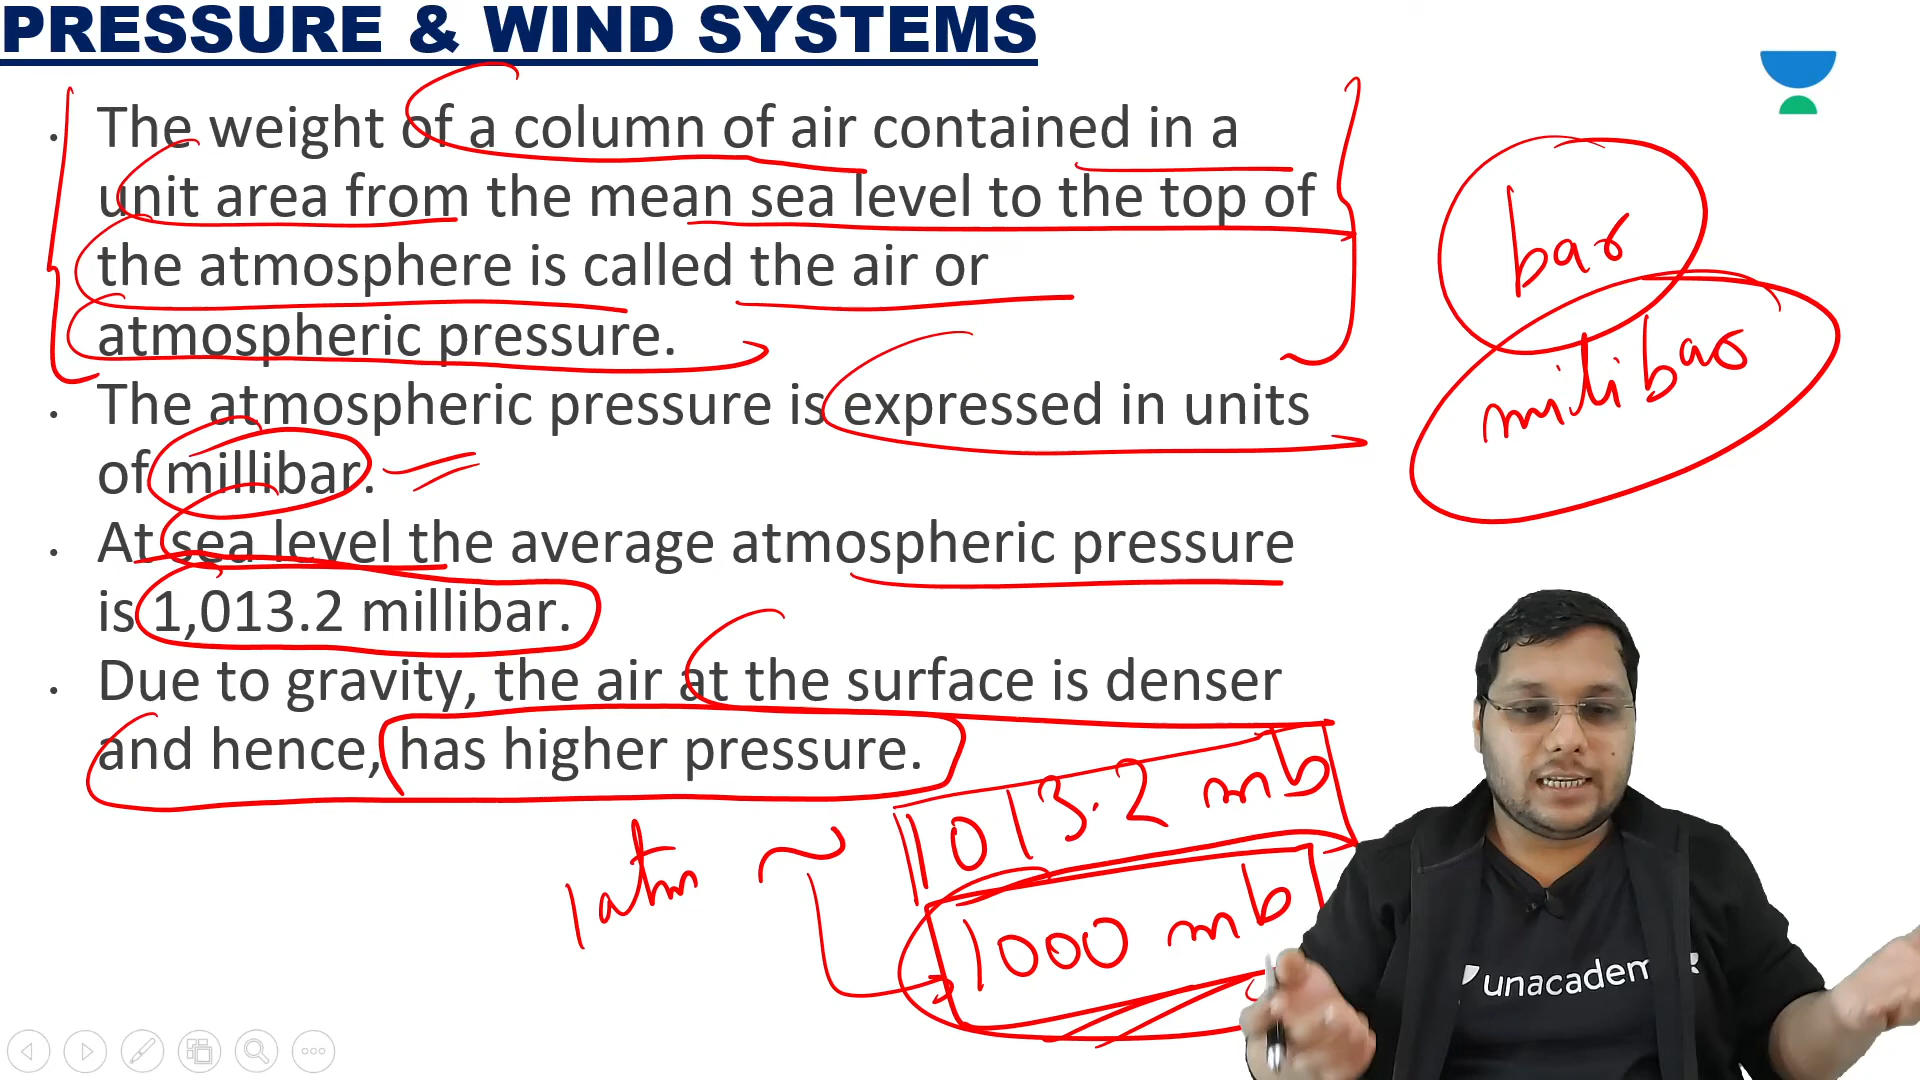 PRESSURE & WIND SYSTEMS
• The weight of a column of air contained in a
unit area from the mean sea level to the top of
the atmosphere is called the air or
atmospheric pressure.
• The atmospheric pressure is expressed in units
of millibar.
• At sea level the average atmospheric pressure
is 1,013.2 millibar.
• Due to gravity, the air at the surface is denser
and hence, has higher pressure.
bar
milibar
1 atm ~ 1013.2 mb
1000 mb
unacadem